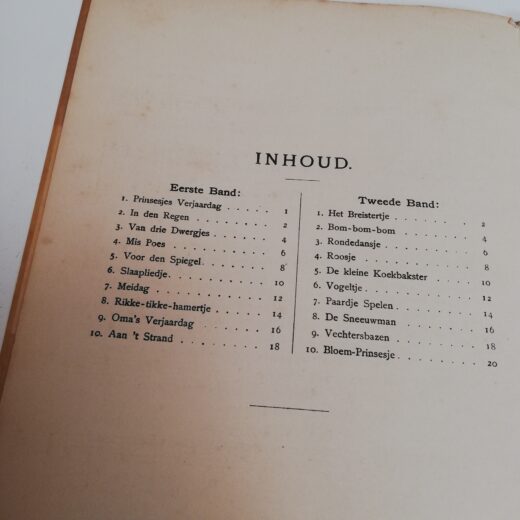 INHOUD.
Eerste Band:
1. Prinsesjes Verjaardag . . . . . 1
2. In den Regen . . . . . . . . 2
3. Van drie Dwergjes . . . . . . 4
4. Mis Poes . . . . . . . . . . 6
5. Voor den Spiegel . . . . . . . 8
6. Slaapliedje . . . . . . . . . 10
7. Meidag . . . . . . . . . . 12
8. Rikke-tikke-hamertje . . . . . 14
9. Oma's Verjaardag . . . . . . 16
10. Aan 't Strand . . . . . . . . 18
Tweede Band:
1. Het Breistertje . . . . . . . . 2
2. Bom-bom-bom . . . . . . . 4
3. Rondedansje . . . . . . . . 6
4. Roosje . . . . . . . . . . 8
5. De kleine Koekbakster . . . . . 10
6. Vogeltje . . . . . . . . . . 12
7. Paardje Spelen . . . . . . . . 14
8. De Sneeuwman . . . . . . . 16
9. Vechtersbazen . . . . . . . . 18
10. Bloem-Prinsesje . . . . . . . 20